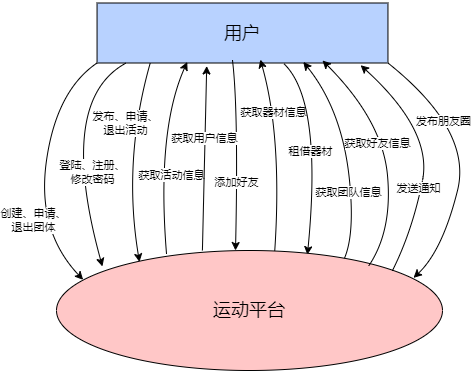 用户
发布、申请、
退出活动
获取器材信息
发布朋友圈
获取用户信息
获取好友信息
租借器材
登陆、注册、
修改密码
获取活动信息
添加好友
获取团队信息
发送通知
创建、申请、
退出团体
运动平台